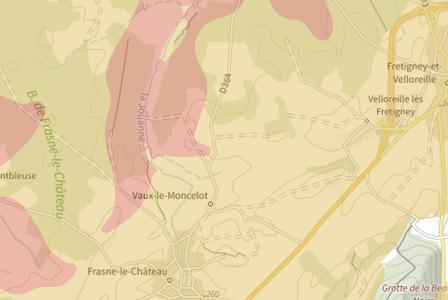 D3
Fretigney-et-
Velloreille
D364
Velloreille lès
Fretigney
la Jouanne
B. de Frasne-le-Château
ntbleuse
Vaux-le-Moncelot
Frasne-le-Château
260
Grotte de la Be